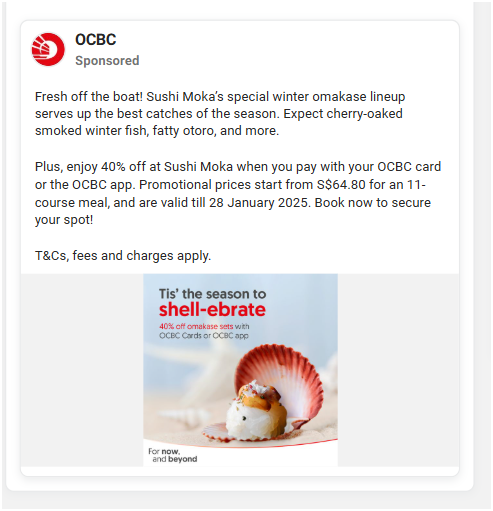 OCBC
Sponsored
Fresh off the boat! Sushi Moka's special winter omakase lineup
serves up the best catches of the season. Expect cherry-oaked
smoked winter fish, fatty otoro, and more.
Plus, enjoy 40% off at Sushi Moka when you pay with your OCBC card
or the OCBC app. Promotional prices start from S$64.80 for an 11-
course meal, and are valid till 28 January 2025. Book now to secure
your spot!
T&Cs, fees and charges apply.
Tis' the season to
shell-ebrate
40% off omakase sets with
OCBC Cards or OCBC app
For now,
and beyond